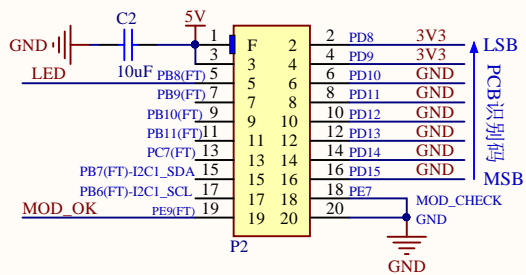 C2
5V
GND
10uF
1 F 2 2 PD8 3V3 LSB
3 3 4 4 PD9 3V3
LED 5 PB8(FT) 5 6 6 PD10 GND
7 PB9(FT) 7 8 8 PD11 GND
9 PB10(FT) 9 10 10 PD12 GND
11 PB11(FT) 11 12 12 PD13 GND
13 PC7(FT) 13 14 14 PD14 GND
15 PB7(FT)-I2C1_SDA 15 16 16 PD15 GND MSB
17 PB6(FT)-I2C1_SCL 17 18 18 PE7 MOD_CHECK
MOD_OK 19 PE9(FT) 19 20 20 GND
PCB识别码
P2
GND